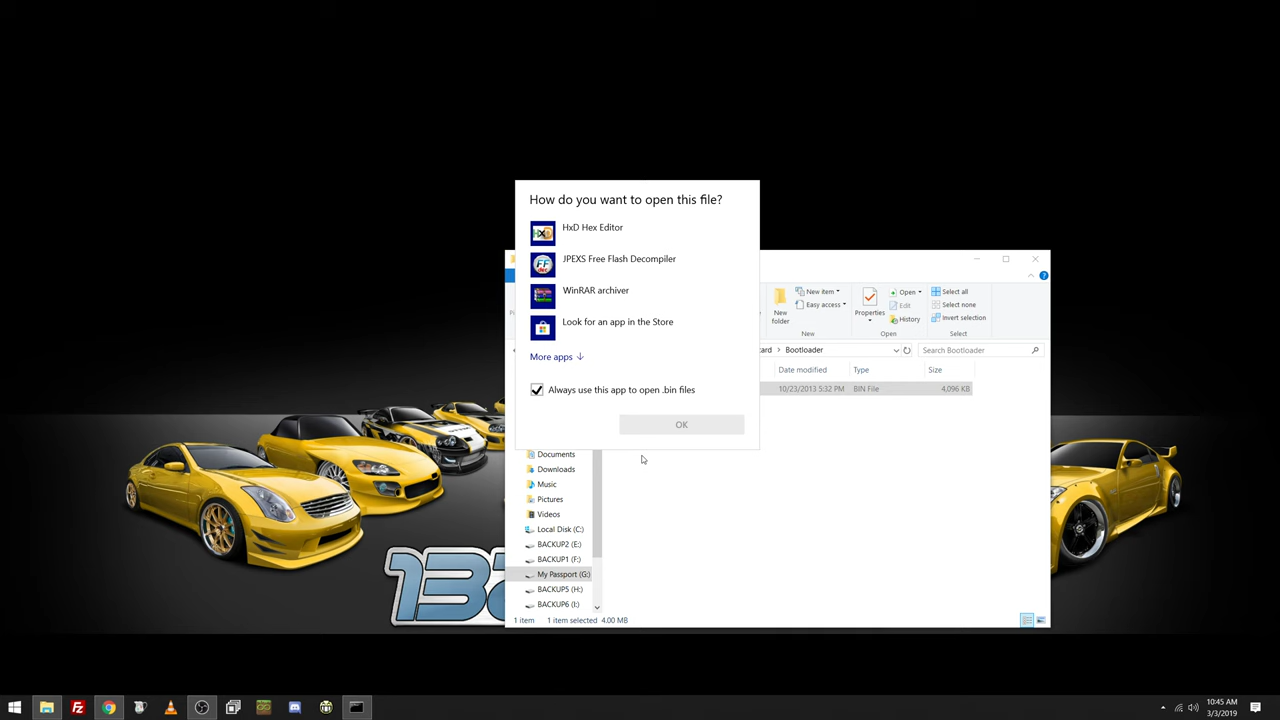 How do you want to open this file?
HxD Hex Editor
JPEXS Free Flash Decompiler
WinRAR archiver
Look for an app in the Store
More apps
Always use this app to open .bin files
OK
New item
Easy access
New
folder
New
Properties
Open
Edit
History
Open
Select all
Select none
Invert selection
Select
Bootloader
Search Bootloader
Date modified
Type
Size
10/23/2013 5:32 PM
BIN File
4,096 KB
Documents
Downloads
Music
Pictures
Videos
Local Disk (C:)
BACKUP2 (E:)
BACKUP1 (F:)
My Passport (G:)
BACKUP5 (H:)
BACKUP6 (I:)
1 item
1 item selected 4.00 MB
10:45 AM
3/3/2019